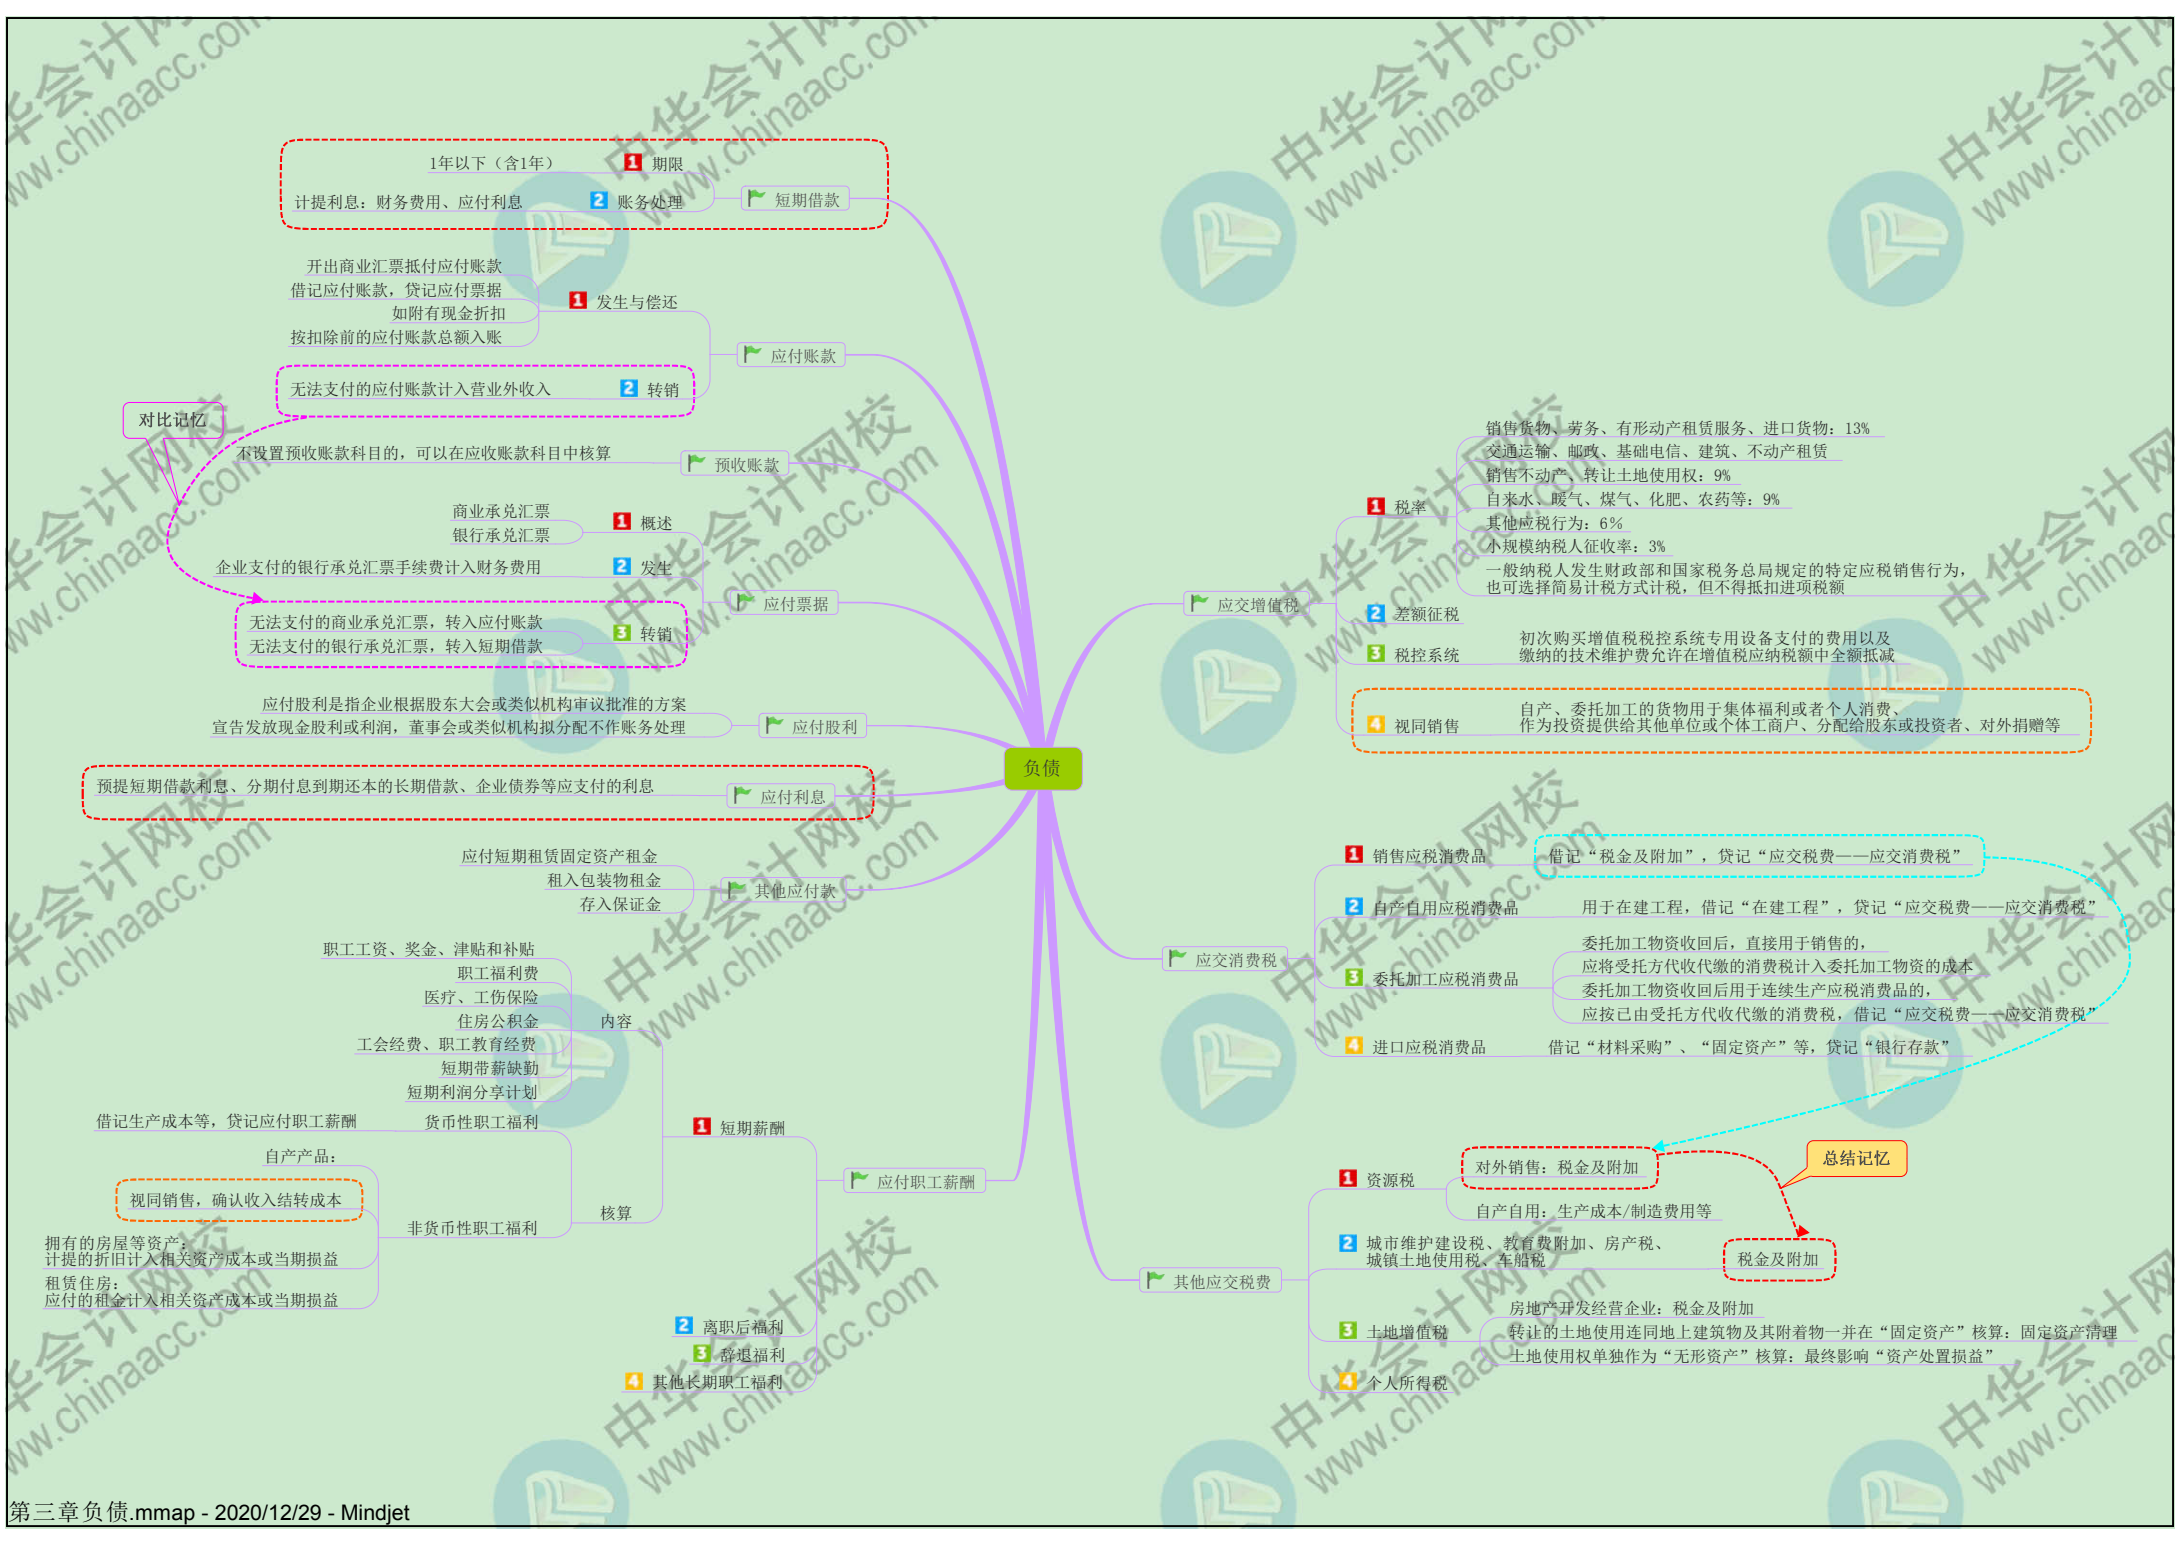 负债
短期借款
1 期限
1年以下（含1年）
2 账务处理
计提利息：财务费用、应付利息
应付账款
1 发生与偿还
开出商业汇票抵付应付账款
借记应付账款，贷记应付票据
如附有现金折扣
按扣除前的应付账款总额入账
2 转销
无法支付的应付账款计入营业外收入
对比记忆
预收账款
不设置预收账款科目的，可以在应收账款科目中核算
应付票据
1 概述
商业承兑汇票
银行承兑汇票
2 发生
企业支付的银行承兑汇票手续费计入财务费用
3 转销
无法支付的商业承兑汇票，转入应付账款
无法支付的银行承兑汇票，转入短期借款
应付股利
应付股利是指企业根据股东大会或类似机构审议批准的方案
宣告发放现金股利或利润，董事会或类似机构拟分配不作账务处理
应付利息
预提短期借款利息、分期付息到期还本的长期借款、企业债券等应支付的利息
其他应付款
应付短期租赁固定资产租金
租入包装物租金
存入保证金
应付职工薪酬
1 短期薪酬
内容
职工工资、奖金、津贴和补贴
职工福利费
医疗、工伤保险
住房公积金
工会经费、职工教育经费
短期带薪缺勤
短期利润分享计划
核算
货币性职工福利
借记生产成本等，贷记应付职工薪酬
非货币性职工福利
自产产品：
视同销售，确认收入结转成本
拥有的房屋等资产：
计提的折旧计入相关资产成本或当期损益
租赁住房：
应付的租金计入相关资产成本或当期损益
2 离职后福利
3 辞退福利
4 其他长期职工福利
应交增值税
1 税率
销售货物、劳务、有形动产租赁服务、进口货物：13%
交通运输、邮政、基础电信、建筑、不动产租赁
销售不动产、转让土地使用权：9%
自来水、暖气、煤气、化肥、农药等：9%
其他应税行为：6%
小规模纳税人征收率：3%
一般纳税人发生财政部和国家税务总局规定的特定应税销售行为，
也可选择简易计税方式计税，但不得抵扣进项税额
2 差额征税
3 税控系统
初次购买增值税税控系统专用设备支付的费用以及
缴纳的技术维护费允许在增值税应纳税额中全额抵减
4 视同销售
自产、委托加工的货物用于集体福利或者个人消费、
作为投资提供给其他单位或个体工商户、分配给股东或投资者、对外捐赠等
应交消费税
1 销售应税消费品
借记“税金及附加”，贷记“应交税费——应交消费税”
2 自产自用应税消费品
用于在建工程，借记“在建工程”，贷记“应交税费——应交消费税”
3 委托加工应税消费品
委托加工物资收回后，直接用于销售的，
应将受托方代收代缴的消费税计入委托加工物资的成本
委托加工物资收回后用于连续生产应税消费品的，
应按已由受托方代收代缴的消费税，借记“应交税费——应交消费税”
4 进口应税消费品
借记“材料采购”、“固定资产”等，贷记“银行存款”
其他应交税费
1 资源税
对外销售：税金及附加
自产自用：生产成本/制造费用等
总结记忆
2 城市维护建设税、教育费附加、房产税、
城镇土地使用税、车船税
税金及附加
3 土地增值税
房地产开发经营企业：税金及附加
转让的土地使用连同地上建筑物及其附着物一并在“固定资产”核算：固定资产清理
土地使用权单独作为“无形资产”核算：最终影响“资产处置损益”
4 个人所得税
中华会计网校
www.chinaacc.com
第三章负债.mmap - 2020/12/29 - Mindjet